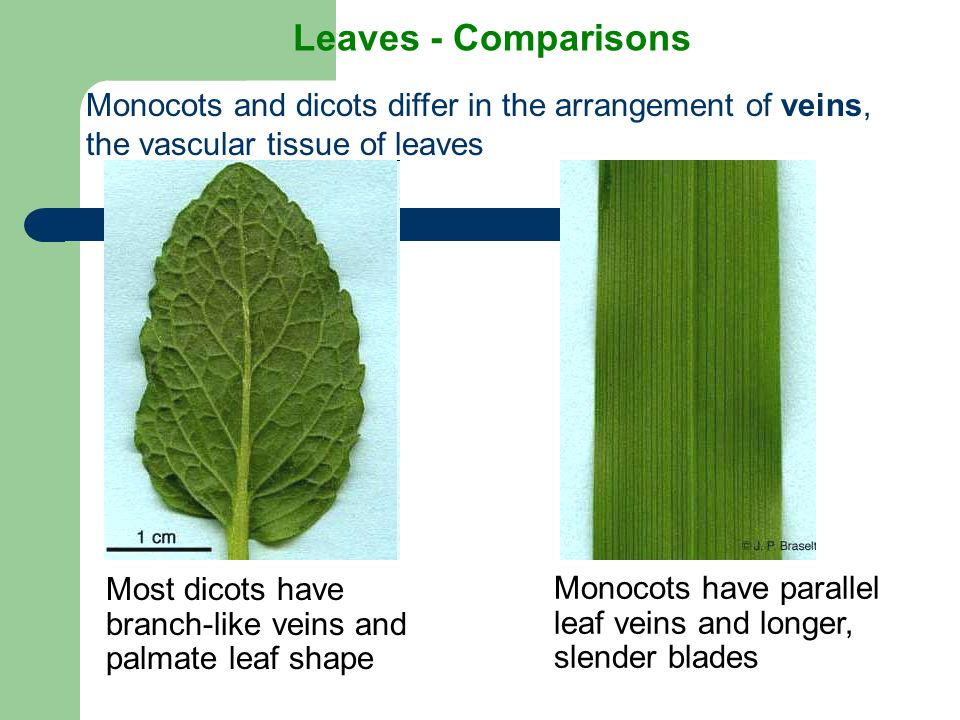 Leaves - Comparisons
Monocots and dicots differ in the arrangement of veins,
the vascular tissue of leaves
1 cm
© J. P. Braselt
Most dicots have
branch-like veins and
palmate leaf shape
Monocots have parallel
leaf veins and longer,
slender blades